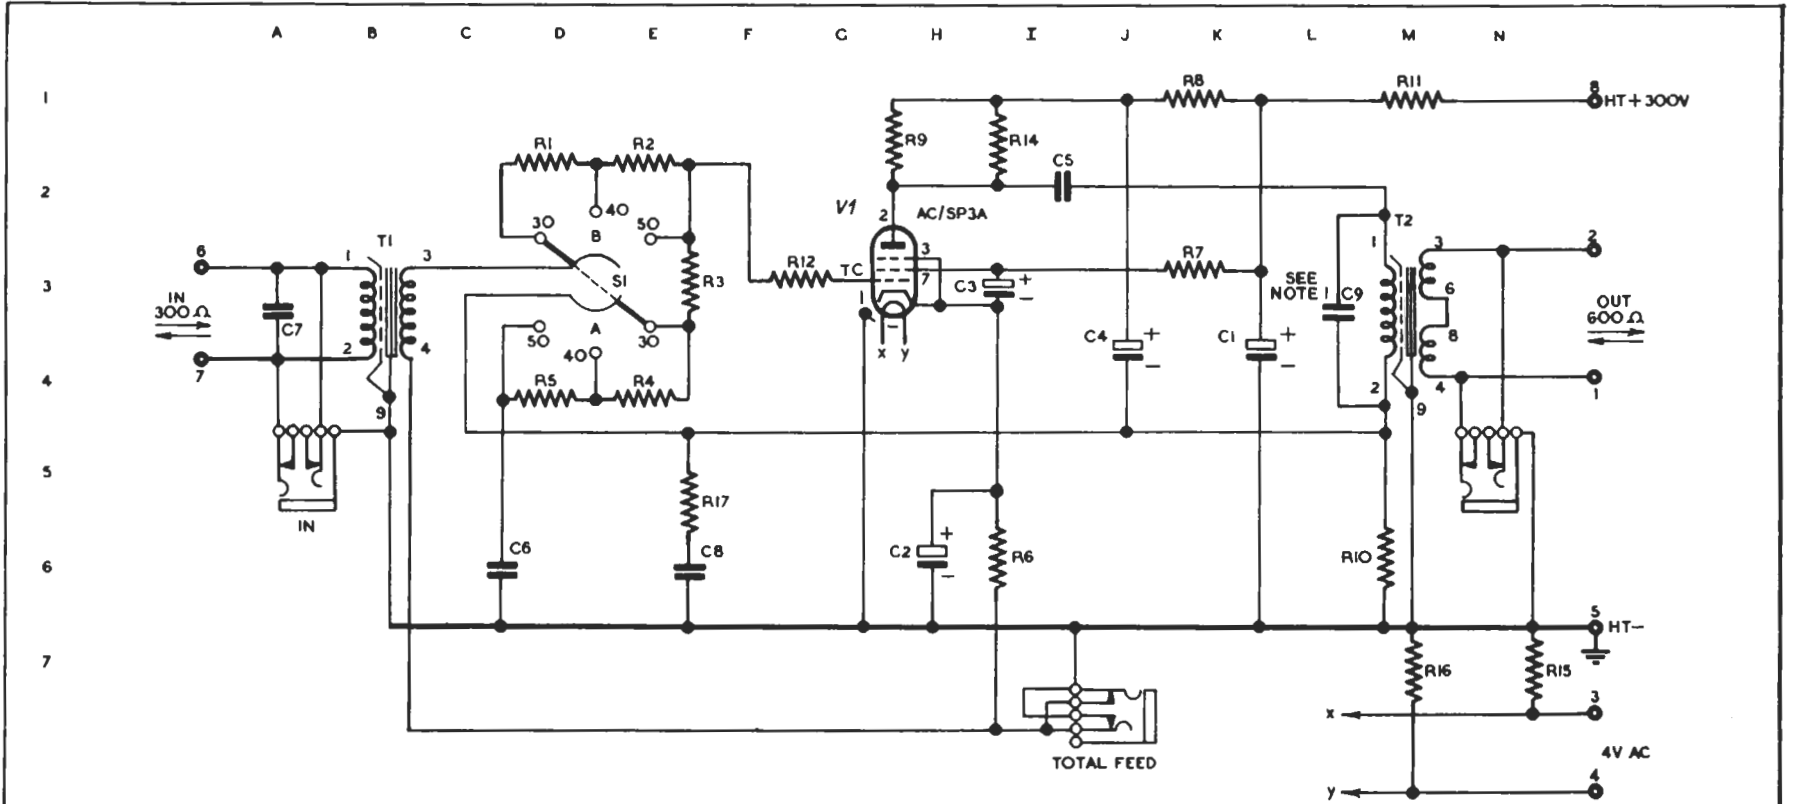 A B C D E F G H I J K L M N
1
R8 R11 8 HT+300V
R1 R2 R9 R14
C5
2
40 V1 2 AC/SP3A
30 B 50 T2
6 1 T1 3 3 1 3 2
R12 TC R7
S1 R3 7
3
IN 300Ω C3 + − SEE NOTE 1 C9 6 OUT 600Ω
C7 1
A
50 40 30 − C4 + − C1 + − 8
2 4 x y
7
4
R5 R4 2 4 1
9 9
5
R17
IN
C6 C8 C2 + − R6 R10
6
5 HT−
7
R16 R15
3
x
TOTAL FEED 4V AC
4
y